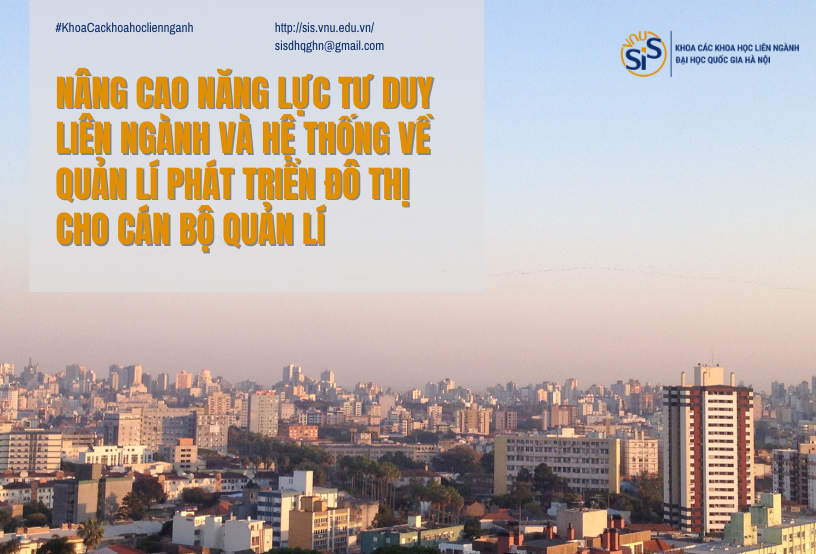 #KhoaCackhoahocliennganh
http://sis.vnu.edu.vn/
sisdhqghn@gmail.com
VNU
SiS
KHOA CÁC KHOA HỌC LIÊN NGÀNH
ĐẠI HỌC QUỐC GIA HÀ NỘI
NÂNG CAO NĂNG LỰC TƯ DUY
LIÊN NGÀNH VÀ HỆ THỐNG VỀ
QUẢN LÍ PHÁT TRIỂN ĐÔ THỊ
CHO CÁN BỘ QUẢN LÍ